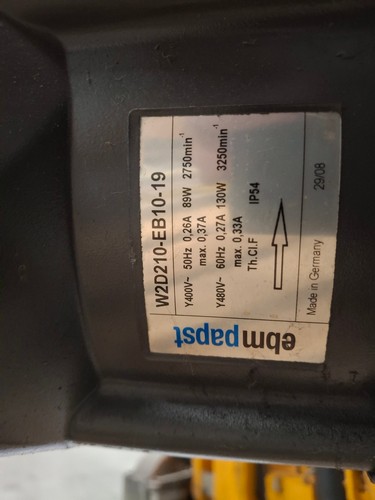 W2D210-EB10-19
Y400V~ 50Hz 0,26A 89W 2750min⁻¹
max. 0,37A
Y480V~ 60Hz 0,27A 130W 3250min⁻¹
max. 0,33A
Th.Cl.F IP54
Made in Germany 29/08
ebmpapst